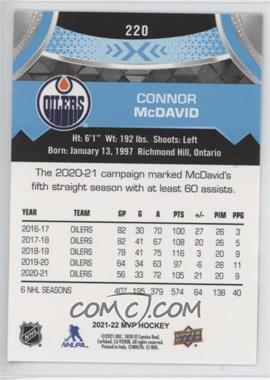 220
OILERS
CONNOR
McDAVID
Ht: 6'1" Wt: 192 lbs. Shoots: Left
Born: January 13, 1997 Richmond Hill, Ontario
The 2020-21 campaign marked McDavid's
fifth straight season with at least 60 assists.
YEAR TEAM GP G A PTS +/- PIM PPG
2016-17 OILERS 82 30 70 100 27 26 3
2017-18 OILERS 82 41 67 108 20 26 5
2018-19 OILERS 78 41 75 116 3 20 9
2019-20 OILERS 64 34 63 97 -6 28 11
2020-21 OILERS 56 33 72 105 21 20 9
6 NHL SEASONS 407 195 379 574 64 138 40
COMC.com
2021-22 MVP HOCKEY
NHL
NHLPA
UPPER DECK